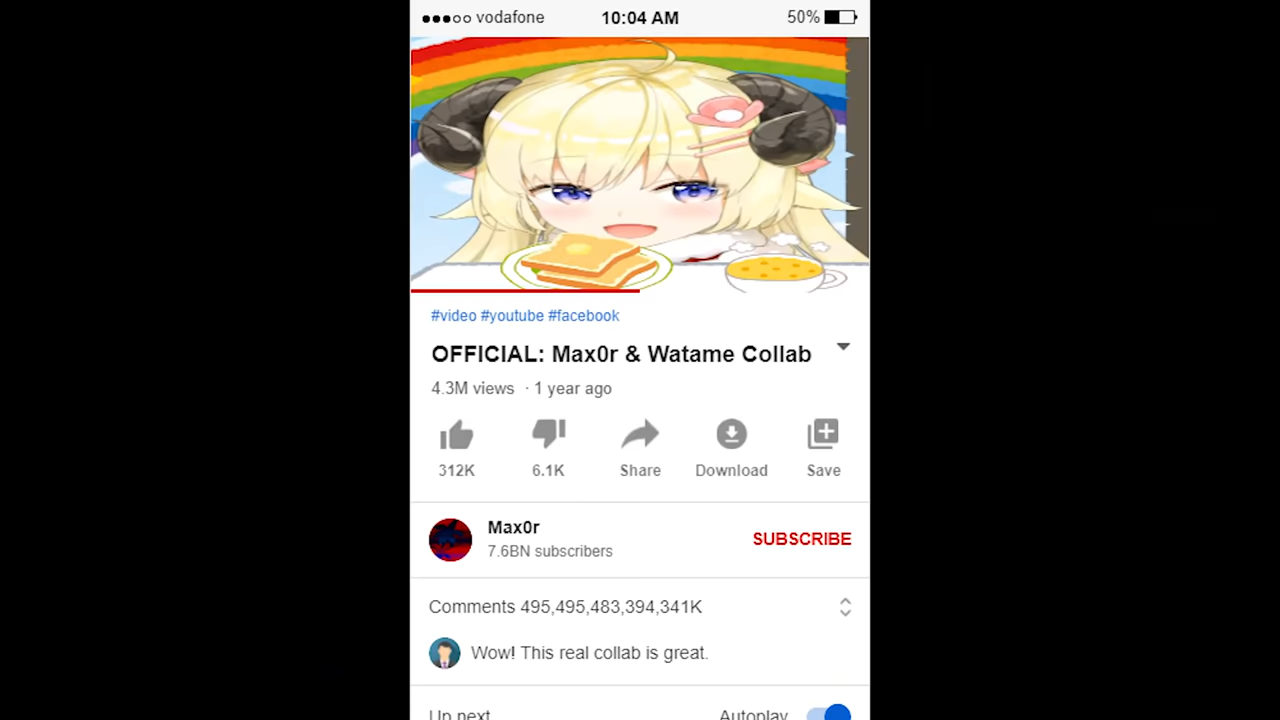 vodafone 10:04 AM 50%
#video #youtube #facebook
OFFICIAL: Max0r & Watame Collab
4.3M views · 1 year ago
312K 6.1K Share Download Save
Max0r
7.6BN subscribers
SUBSCRIBE
Comments 495,495,483,394,341K
Wow! This real collab is great.
Up next Autoplay